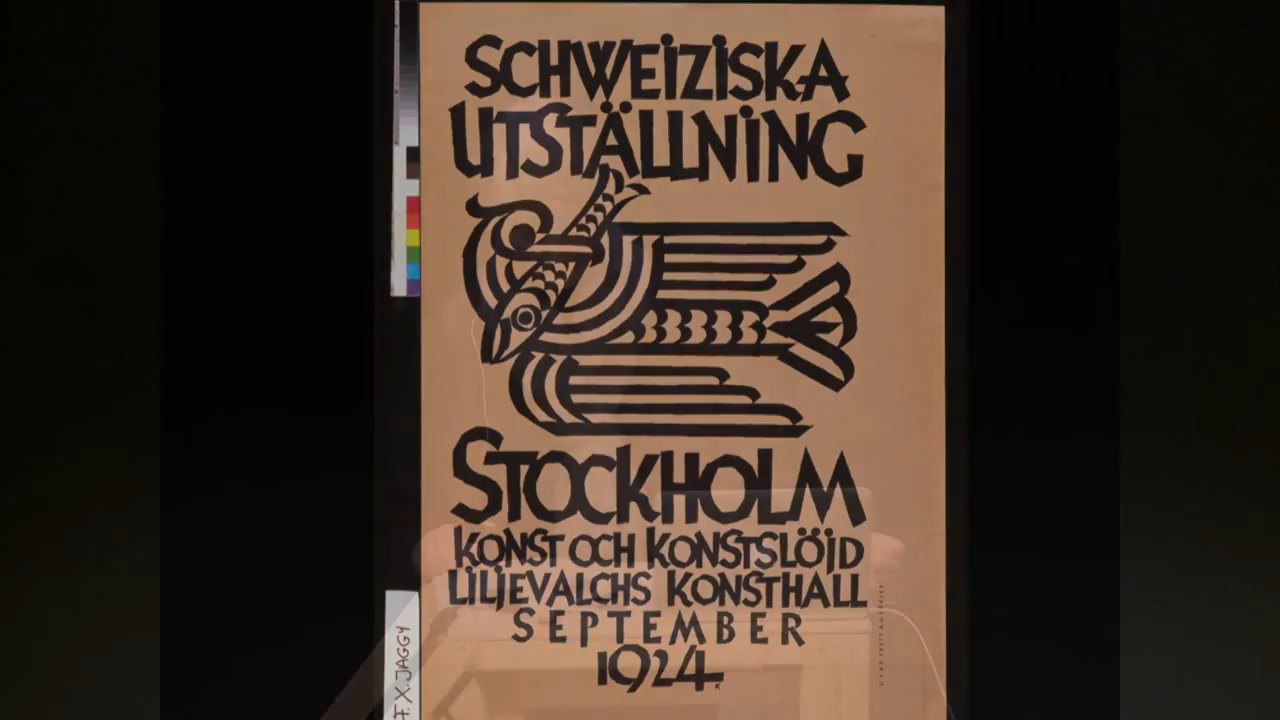 SCHWEIZISKA
UTSTÄLLNING
STOCKHOLM
KONST OCH KONSTSLÖJD
LILJEVALCHS KONSTHALL
SEPTEMBER
1924
K
F. X. JAGGY